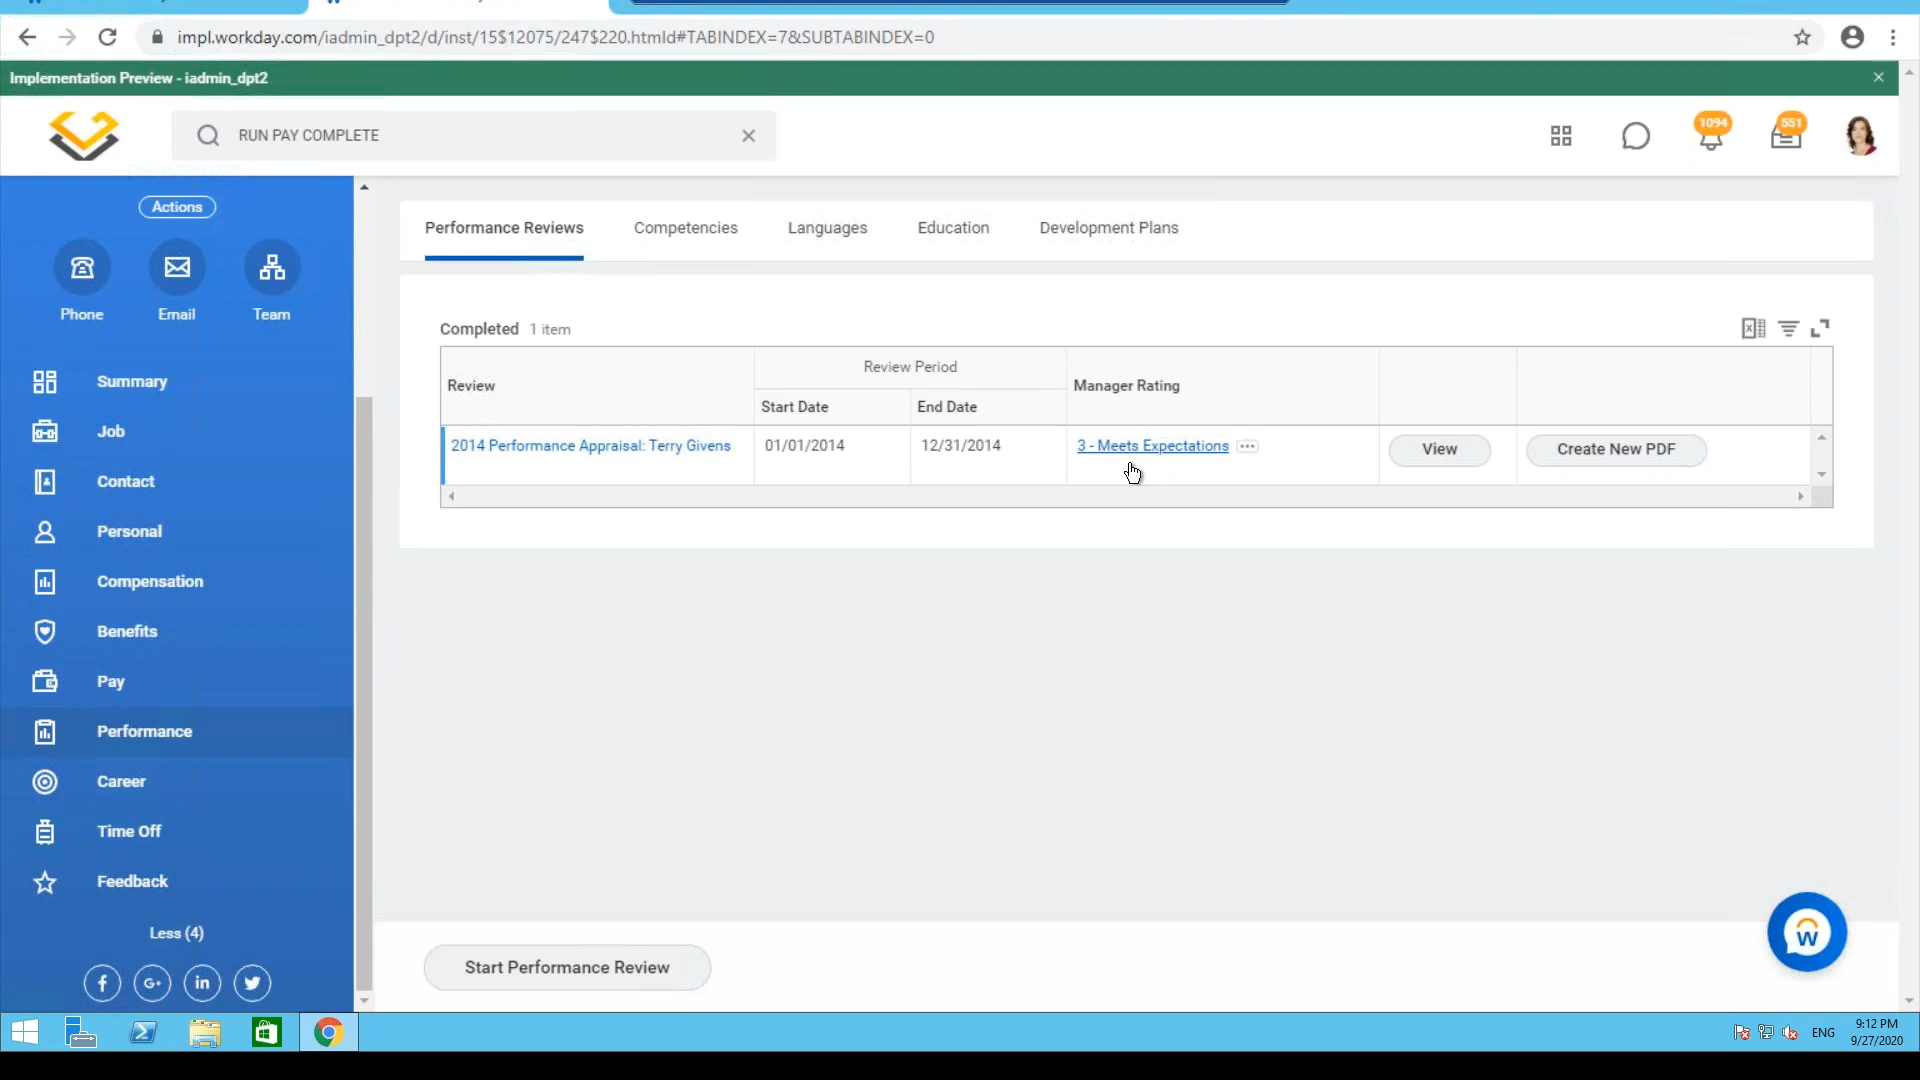 impl.workday.com/iadmin_dpt2/d/inst/15$12075/247$220.htmld#TABINDEX=7&SUBTABINDEX=0
Implementation Preview - iadmin_dpt2
RUN PAY COMPLETE
1094
551
Actions
Phone
Email
Team
Summary
Job
Contact
Personal
Compensation
Benefits
Pay
Performance
Career
Time Off
Feedback
Less (4)
Performance Reviews
Competencies
Languages
Education
Development Plans
Completed 1 item
Review
Review Period
Start Date
End Date
Manager Rating
2014 Performance Appraisal: Terry Givens
01/01/2014
12/31/2014
3 - Meets Expectations
View
Create New PDF
Start Performance Review
ENG
9:12 PM
9/27/2020